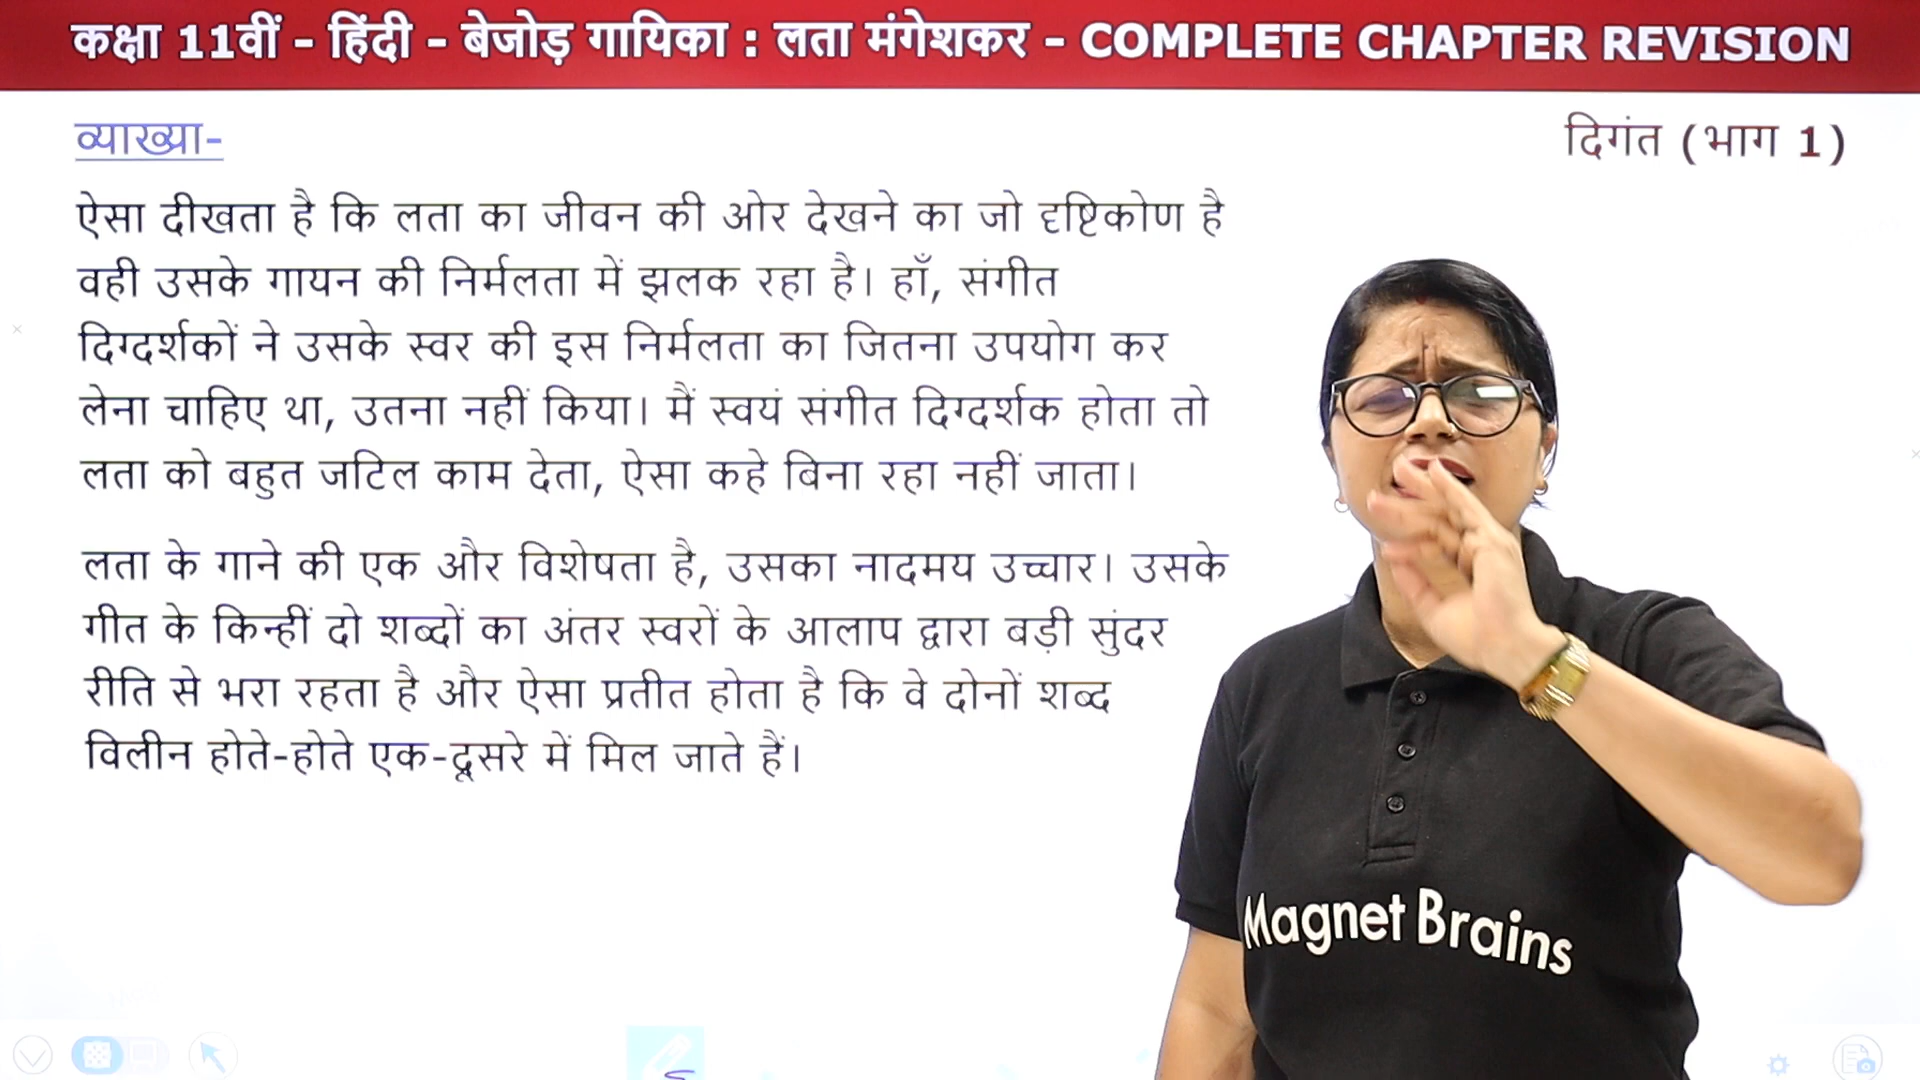 कक्षा 11वीं - हिंदी - बेजोड़ गायिका : लता मंगेशकर - COMPLETE CHAPTER REVISION
व्याख्या-
दिगंत (भाग 1)
ऐसा दीखता है कि लता का जीवन की ओर देखने का जो दृष्टिकोण है
वही उसके गायन की निर्मलता में झलक रहा है। हाँ, संगीत
दिग्दर्शकों ने उसके स्वर की इस निर्मलता का जितना उपयोग कर
लेना चाहिए था, उतना नहीं किया। मैं स्वयं संगीत दिग्दर्शक होता तो
लता को बहुत जटिल काम देता, ऐसा कहे बिना रहा नहीं जाता।
लता के गाने की एक और विशेषता है, उसका नादमय उच्चार। उसके
गीत के किन्हीं दो शब्दों का अंतर स्वरों के आलाप द्वारा बड़ी सुंदर
रीति से भरा रहता है और ऐसा प्रतीत होता है कि वे दोनों शब्द
विलीन होते-होते एक-दूसरे में मिल जाते हैं।
Magnet Brains